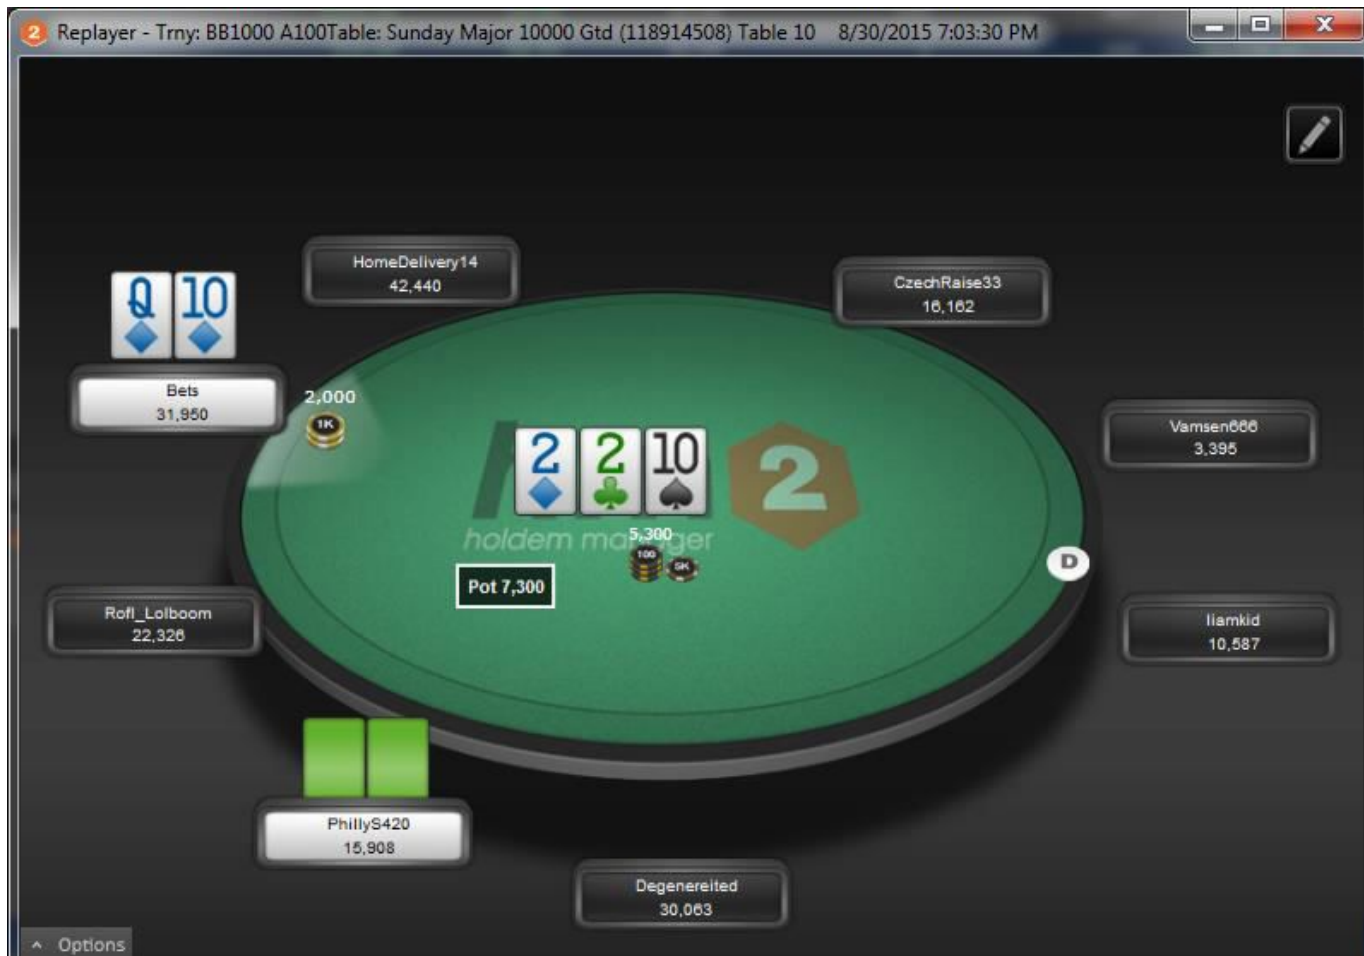 2 Replayer - Trny: BB1000 A100Table: Sunday Major 10000 Gtd (118914508) Table 10 8/30/2015 7:03:30 PM
HomeDelivery14
42,440
CzechRaise33
16,162
Q 10
Bets
31,950
2,000
1K
Vamsen666
3,395
2 2 10
2
holdem manager
5,300
100 5K
Pot 7,300
D
Rofl_Lolboom
22,326
liamkid
10,587
PhillyS420
15,908
Degenereited
30,063
^ Options